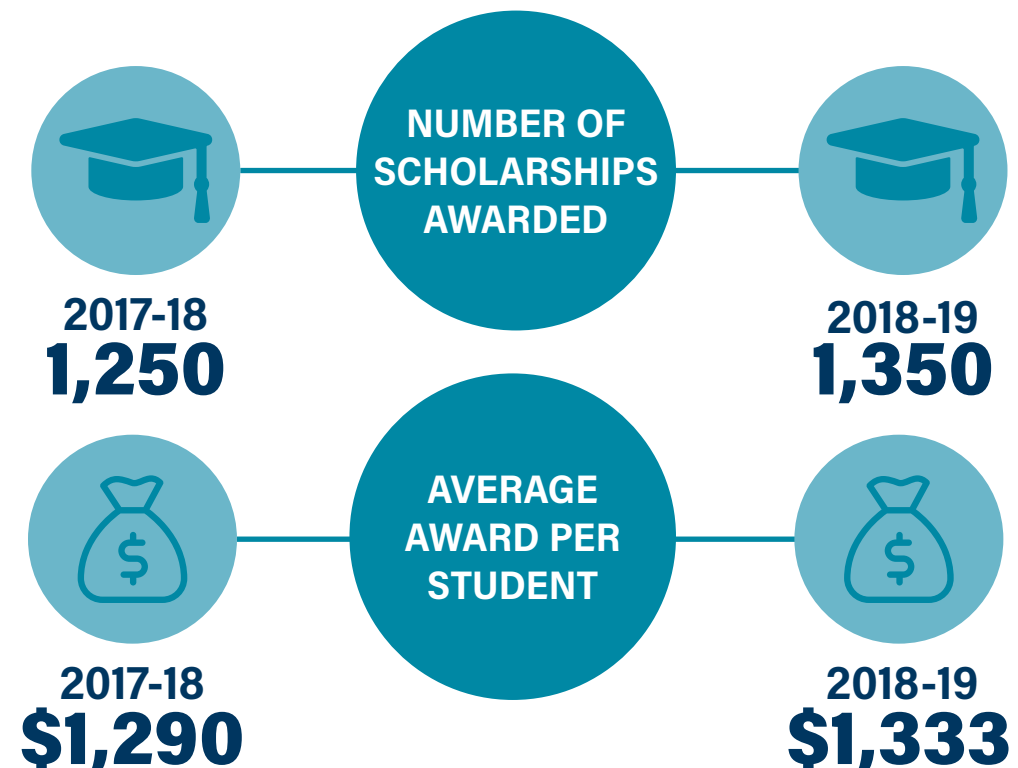 NUMBER OF
SCHOLARSHIPS
AWARDED
2017-18
1,250
2018-19
1,350
AVERAGE
AWARD PER
STUDENT
2017-18
$1,290
2018-19
$1,333